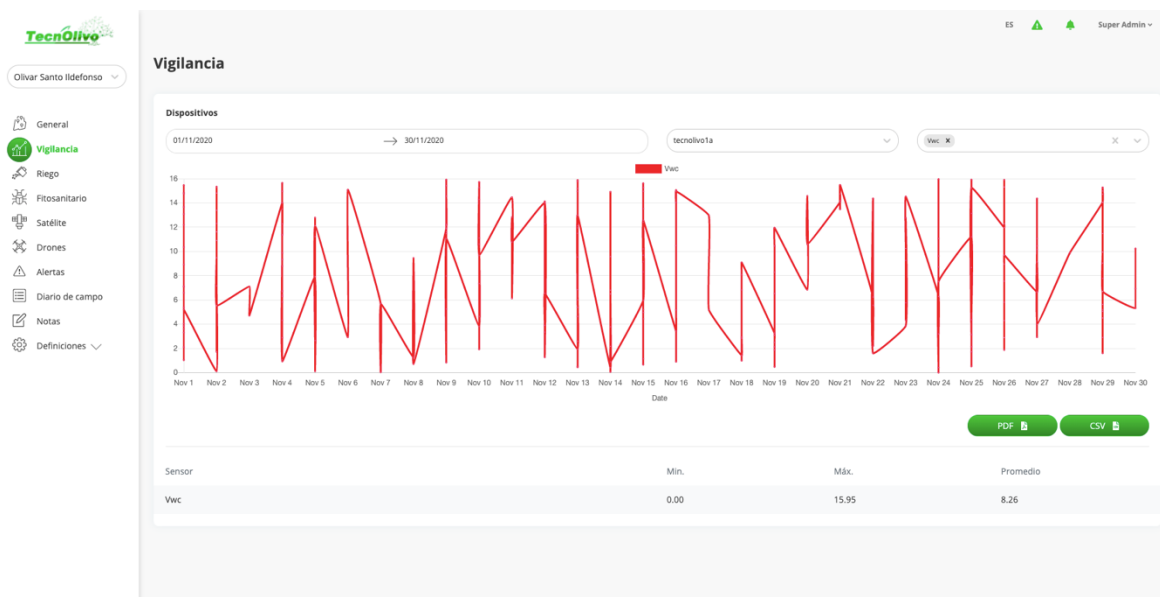 TecnOlivo
ES
Super Admin
Olivar Santo Ildefonso
General
Vigilancia
Riego
Fitosanitario
Satélite
Drones
Alertas
Diario de campo
Notas
Definiciones
Vigilancia
Dispositivos
01/11/2020 → 30/11/2020
tecnolivo1a
Vwc ×
Vwc
16
14
12
10
8
6
4
2
0
Nov 1 Nov 2 Nov 3 Nov 4 Nov 5 Nov 6 Nov 7 Nov 8 Nov 9 Nov 10 Nov 11 Nov 12 Nov 13 Nov 14 Nov 15 Nov 16 Nov 17 Nov 18 Nov 19 Nov 20 Nov 21 Nov 22 Nov 23 Nov 24 Nov 25 Nov 26 Nov 27 Nov 28 Nov 29 Nov 30
Date
PDF
CSV
Sensor Min. Máx. Promedio
Vwc 0.00 15.95 8.26